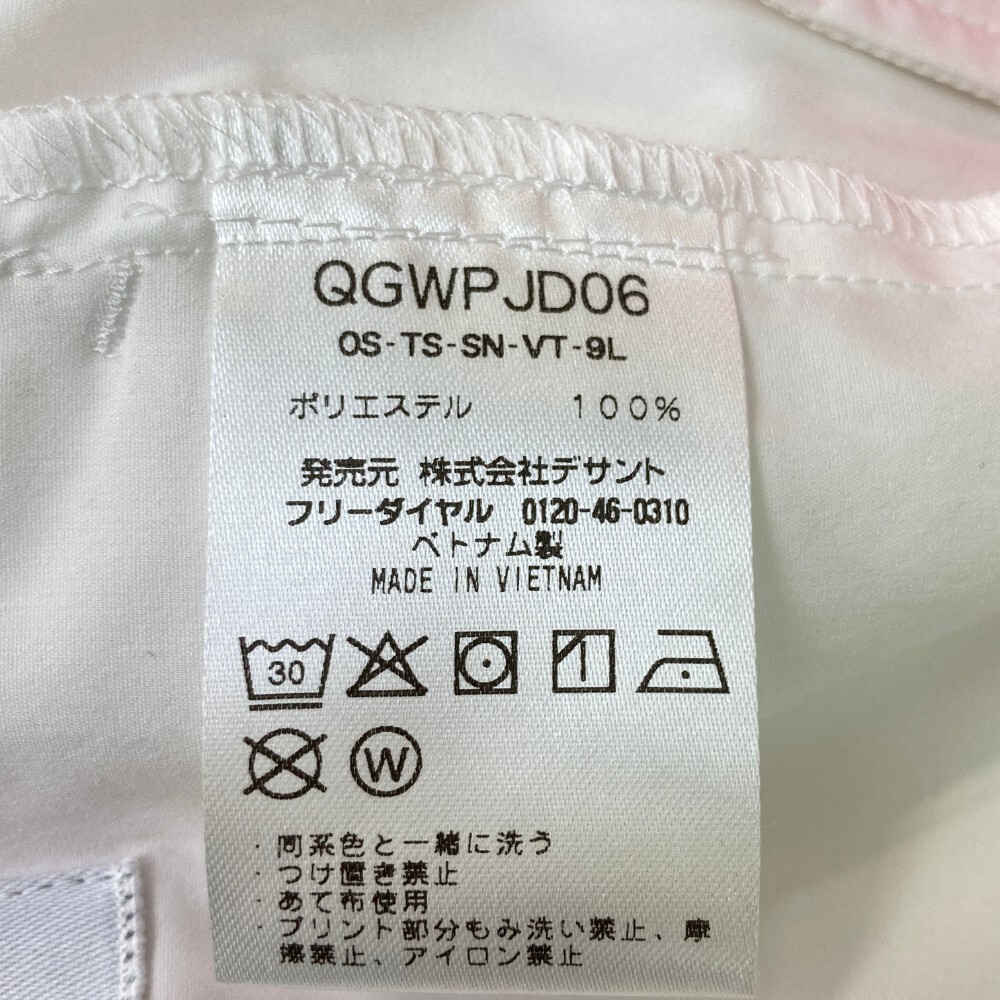 QGWPJD06
OS-TS-SN-VT-9L
ポリエステル 100%
発売元 株式会社デサント
フリーダイヤル 0120-46-0310
ベトナム製
MADE IN VIETNAM
30
W
・同系色と一緒に洗う
・つけ置き禁止
・あて布使用
・プリント部分もみ洗い禁止、摩
擦禁止、アイロン禁止